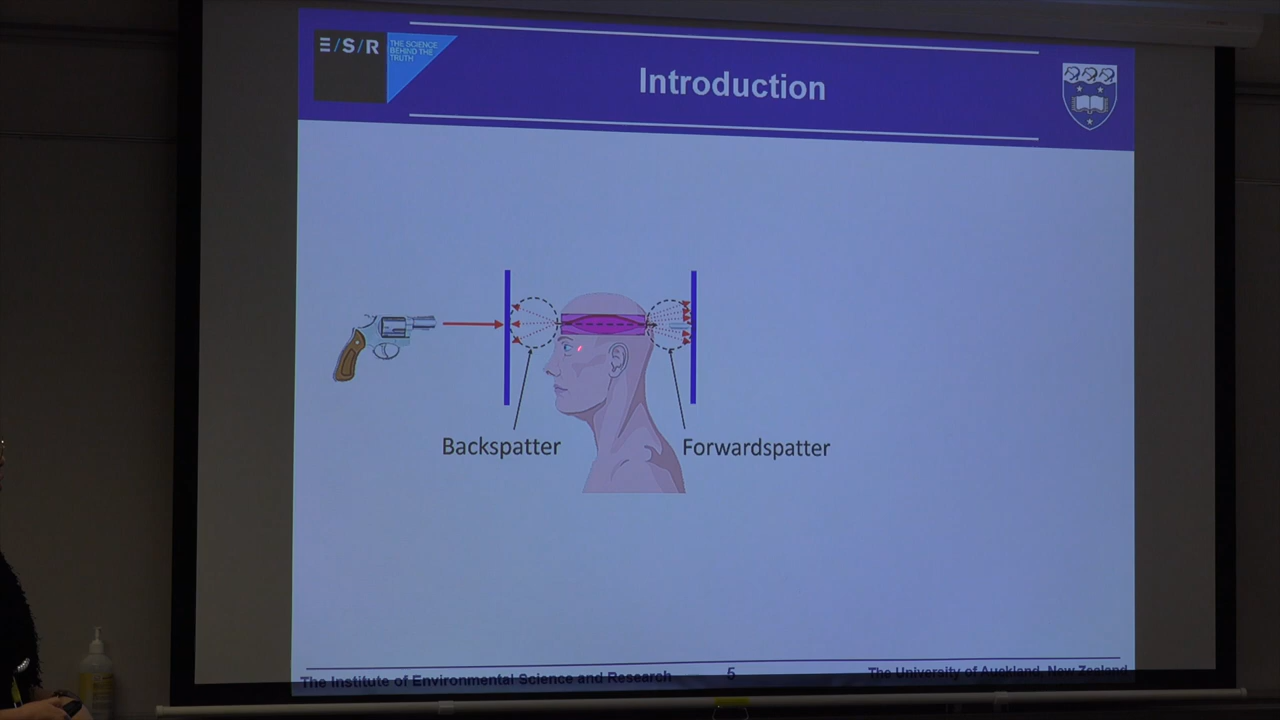 E/S/R
THE SCIENCE
BEHIND THE
TRUTH
Introduction
Backspatter
Forwardspatter
The Institute of Environmental Science and Research
5
The University of Auckland, New Zealand